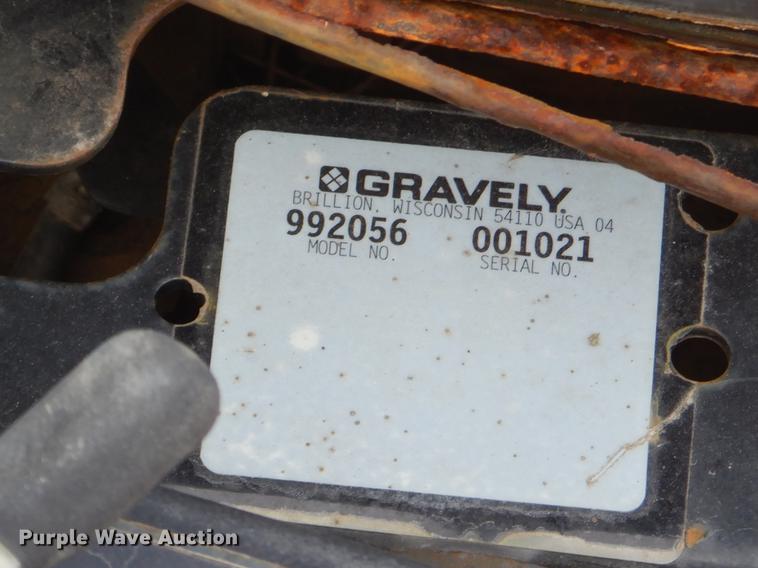 GRAVELY.
BRILLION, WISCONSIN 54110 USA 04
992056 001021
MODEL NO. SERIAL NO.
Purple Wave Auction